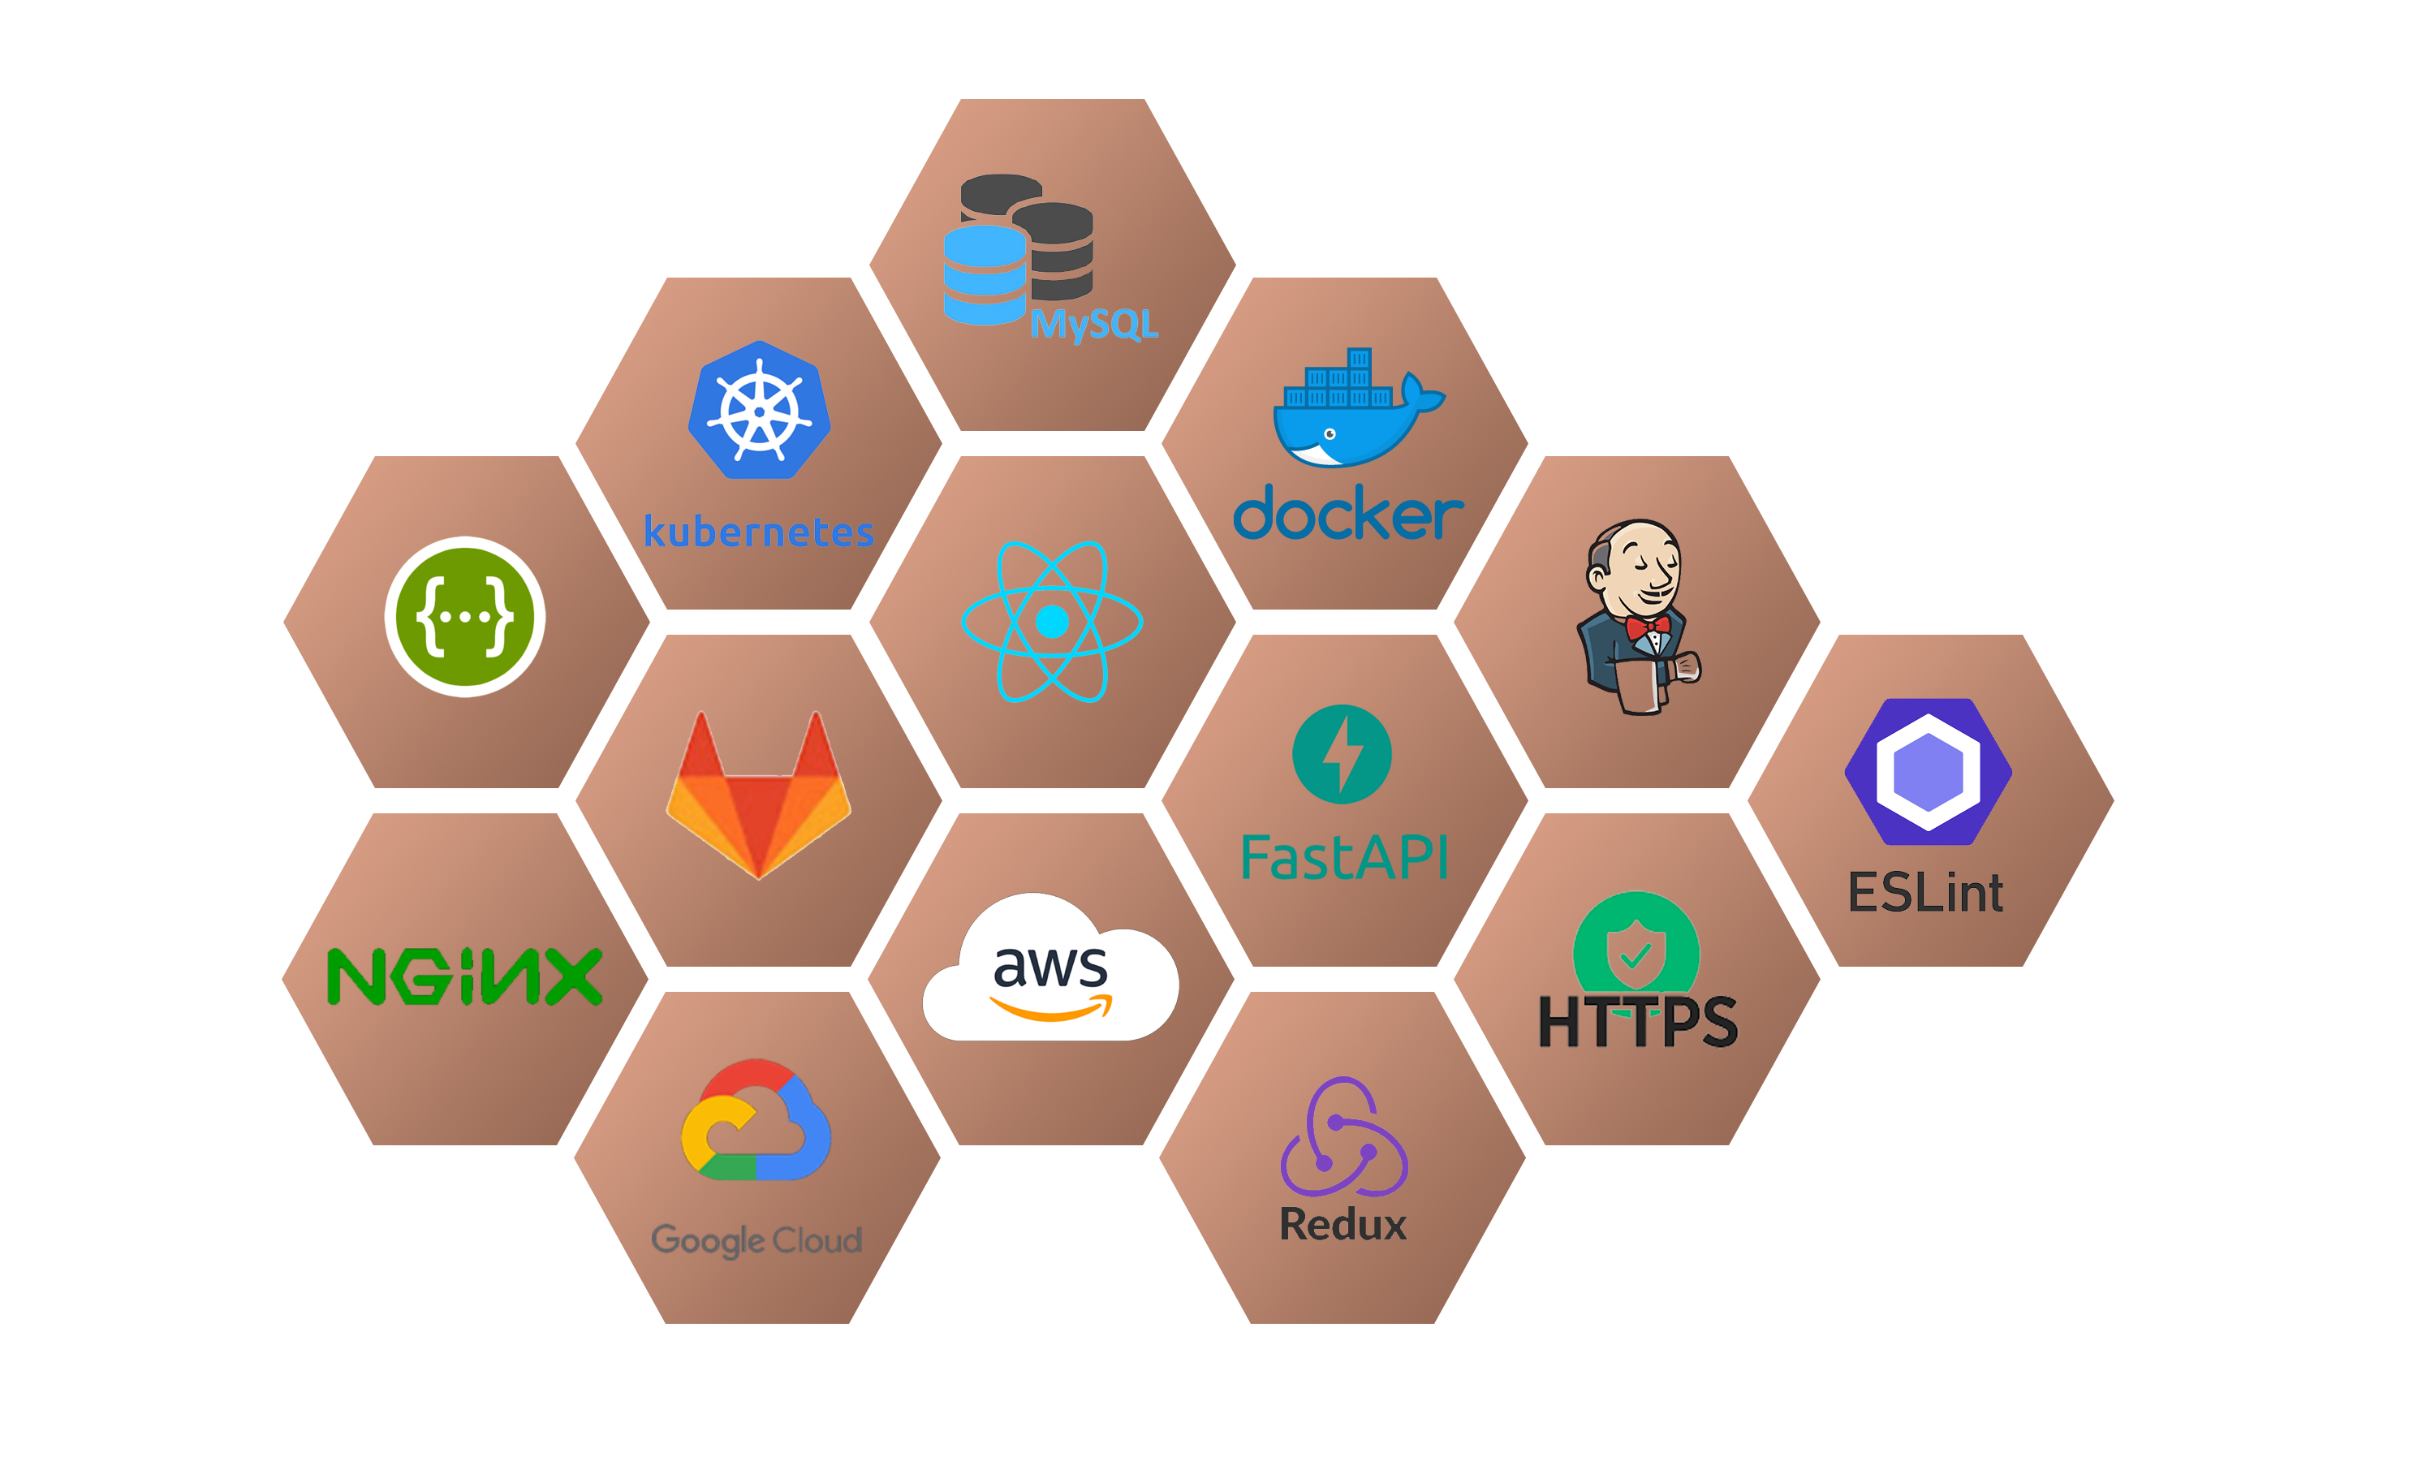 MySQL
kubernetes
docker
{...}
FastAPI
ESLint
NGiNX
aws
HTTPS
Google Cloud
Redux